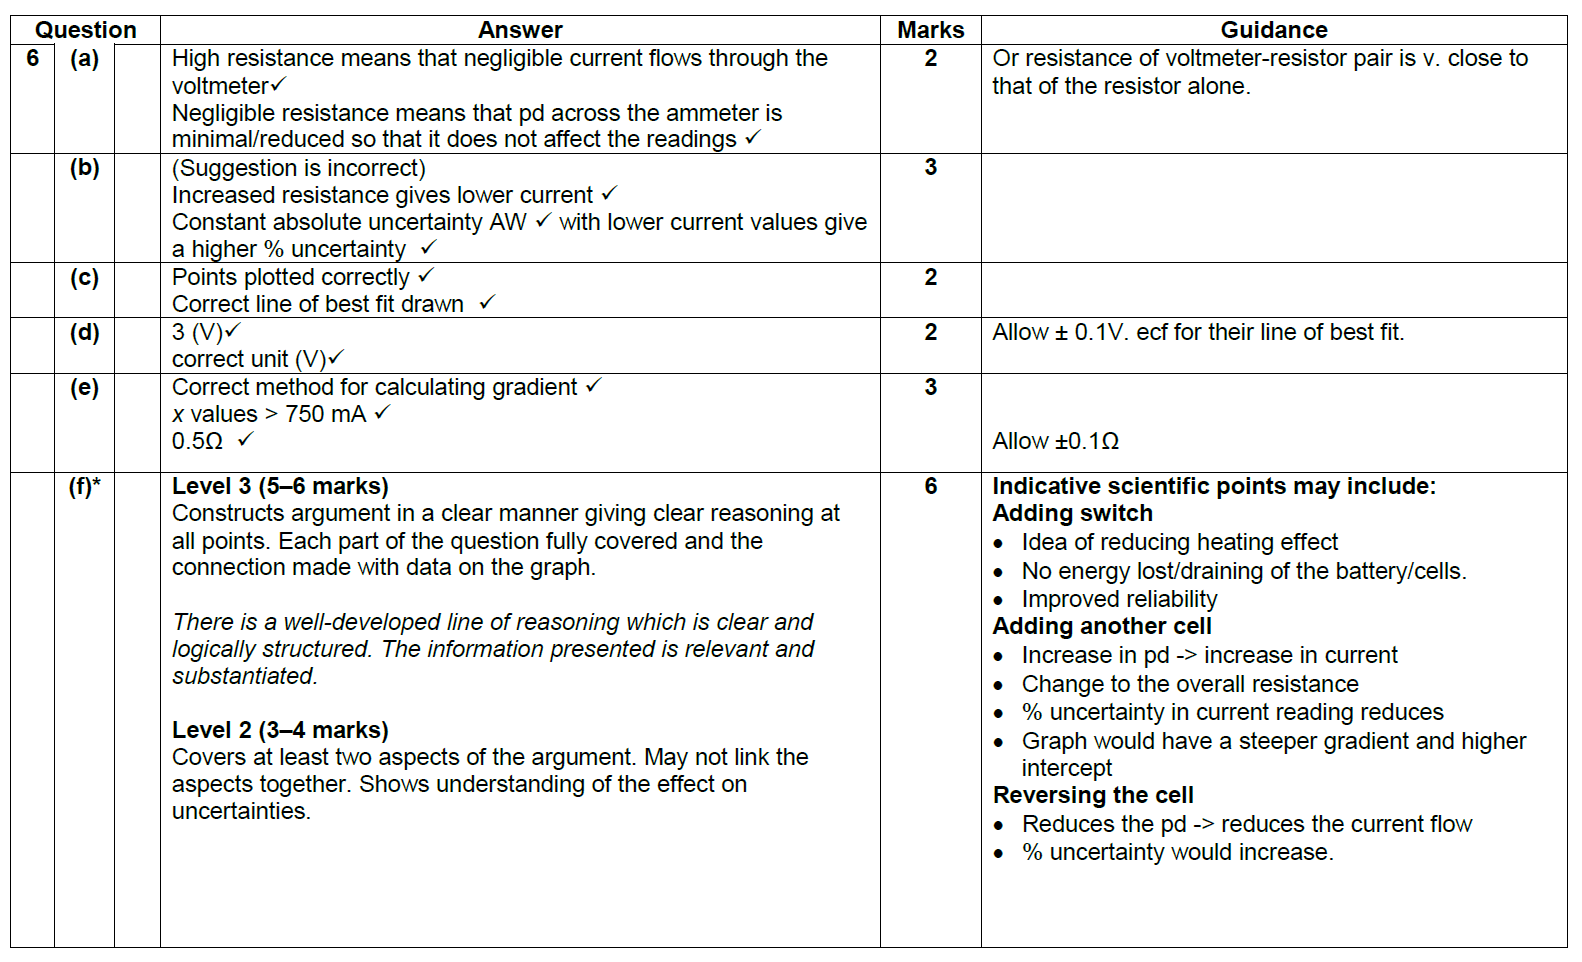 Question Answer Marks Guidance
6 (a) High resistance means that negligible current flows through the 2 Or resistance of voltmeter-resistor pair is v. close to
voltmeter✓ that of the resistor alone.
Negligible resistance means that pd across the ammeter is
minimal/reduced so that it does not affect the readings ✓
(b) (Suggestion is incorrect) 3
Increased resistance gives lower current ✓
Constant absolute uncertainty AW ✓ with lower current values give
a higher % uncertainty ✓
(c) Points plotted correctly ✓ 2
Correct line of best fit drawn ✓
(d) 3 (V)✓ 2 Allow ± 0.1V. ecf for their line of best fit.
correct unit (V)✓
(e) Correct method for calculating gradient ✓ 3
x values > 750 mA ✓
0.5Ω ✓ Allow ±0.1Ω
(f)* Level 3 (5–6 marks) 6 Indicative scientific points may include:
Constructs argument in a clear manner giving clear reasoning at Adding switch
all points. Each part of the question fully covered and the • Idea of reducing heating effect
connection made with data on the graph. • No energy lost/draining of the battery/cells.
• Improved reliability
There is a well-developed line of reasoning which is clear and Adding another cell
logically structured. The information presented is relevant and • Increase in pd -> increase in current
substantiated. • Change to the overall resistance
• % uncertainty in current reading reduces
Level 2 (3–4 marks) • Graph would have a steeper gradient and higher
Covers at least two aspects of the argument. May not link the intercept
aspects together. Shows understanding of the effect on Reversing the cell
uncertainties. • Reduces the pd -> reduces the current flow
• % uncertainty would increase.